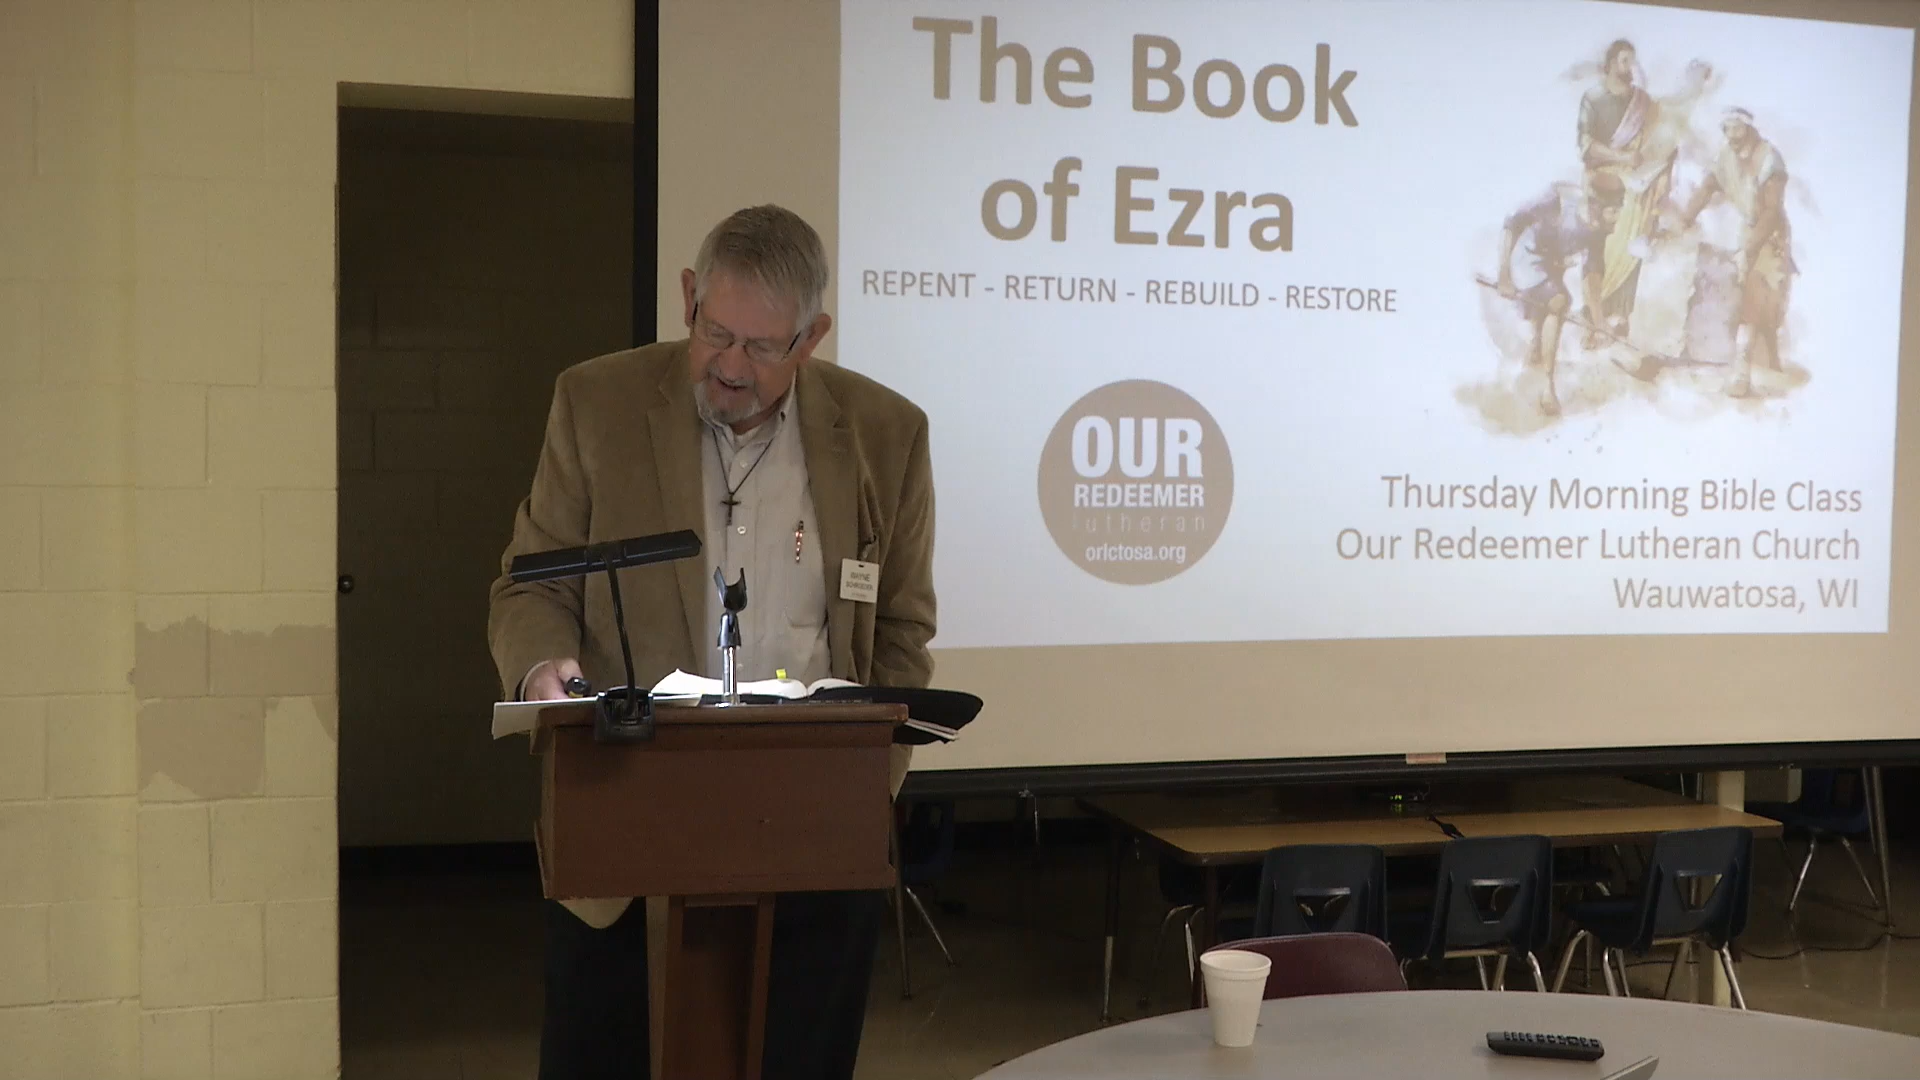 The Book
of Ezra
REPENT - RETURN - REBUILD - RESTORE
OUR
REDEEMER
lutheran
orlctosa.org
Thursday Morning Bible Class
Our Redeemer Lutheran Church
Wauwatosa, WI
WAYNE